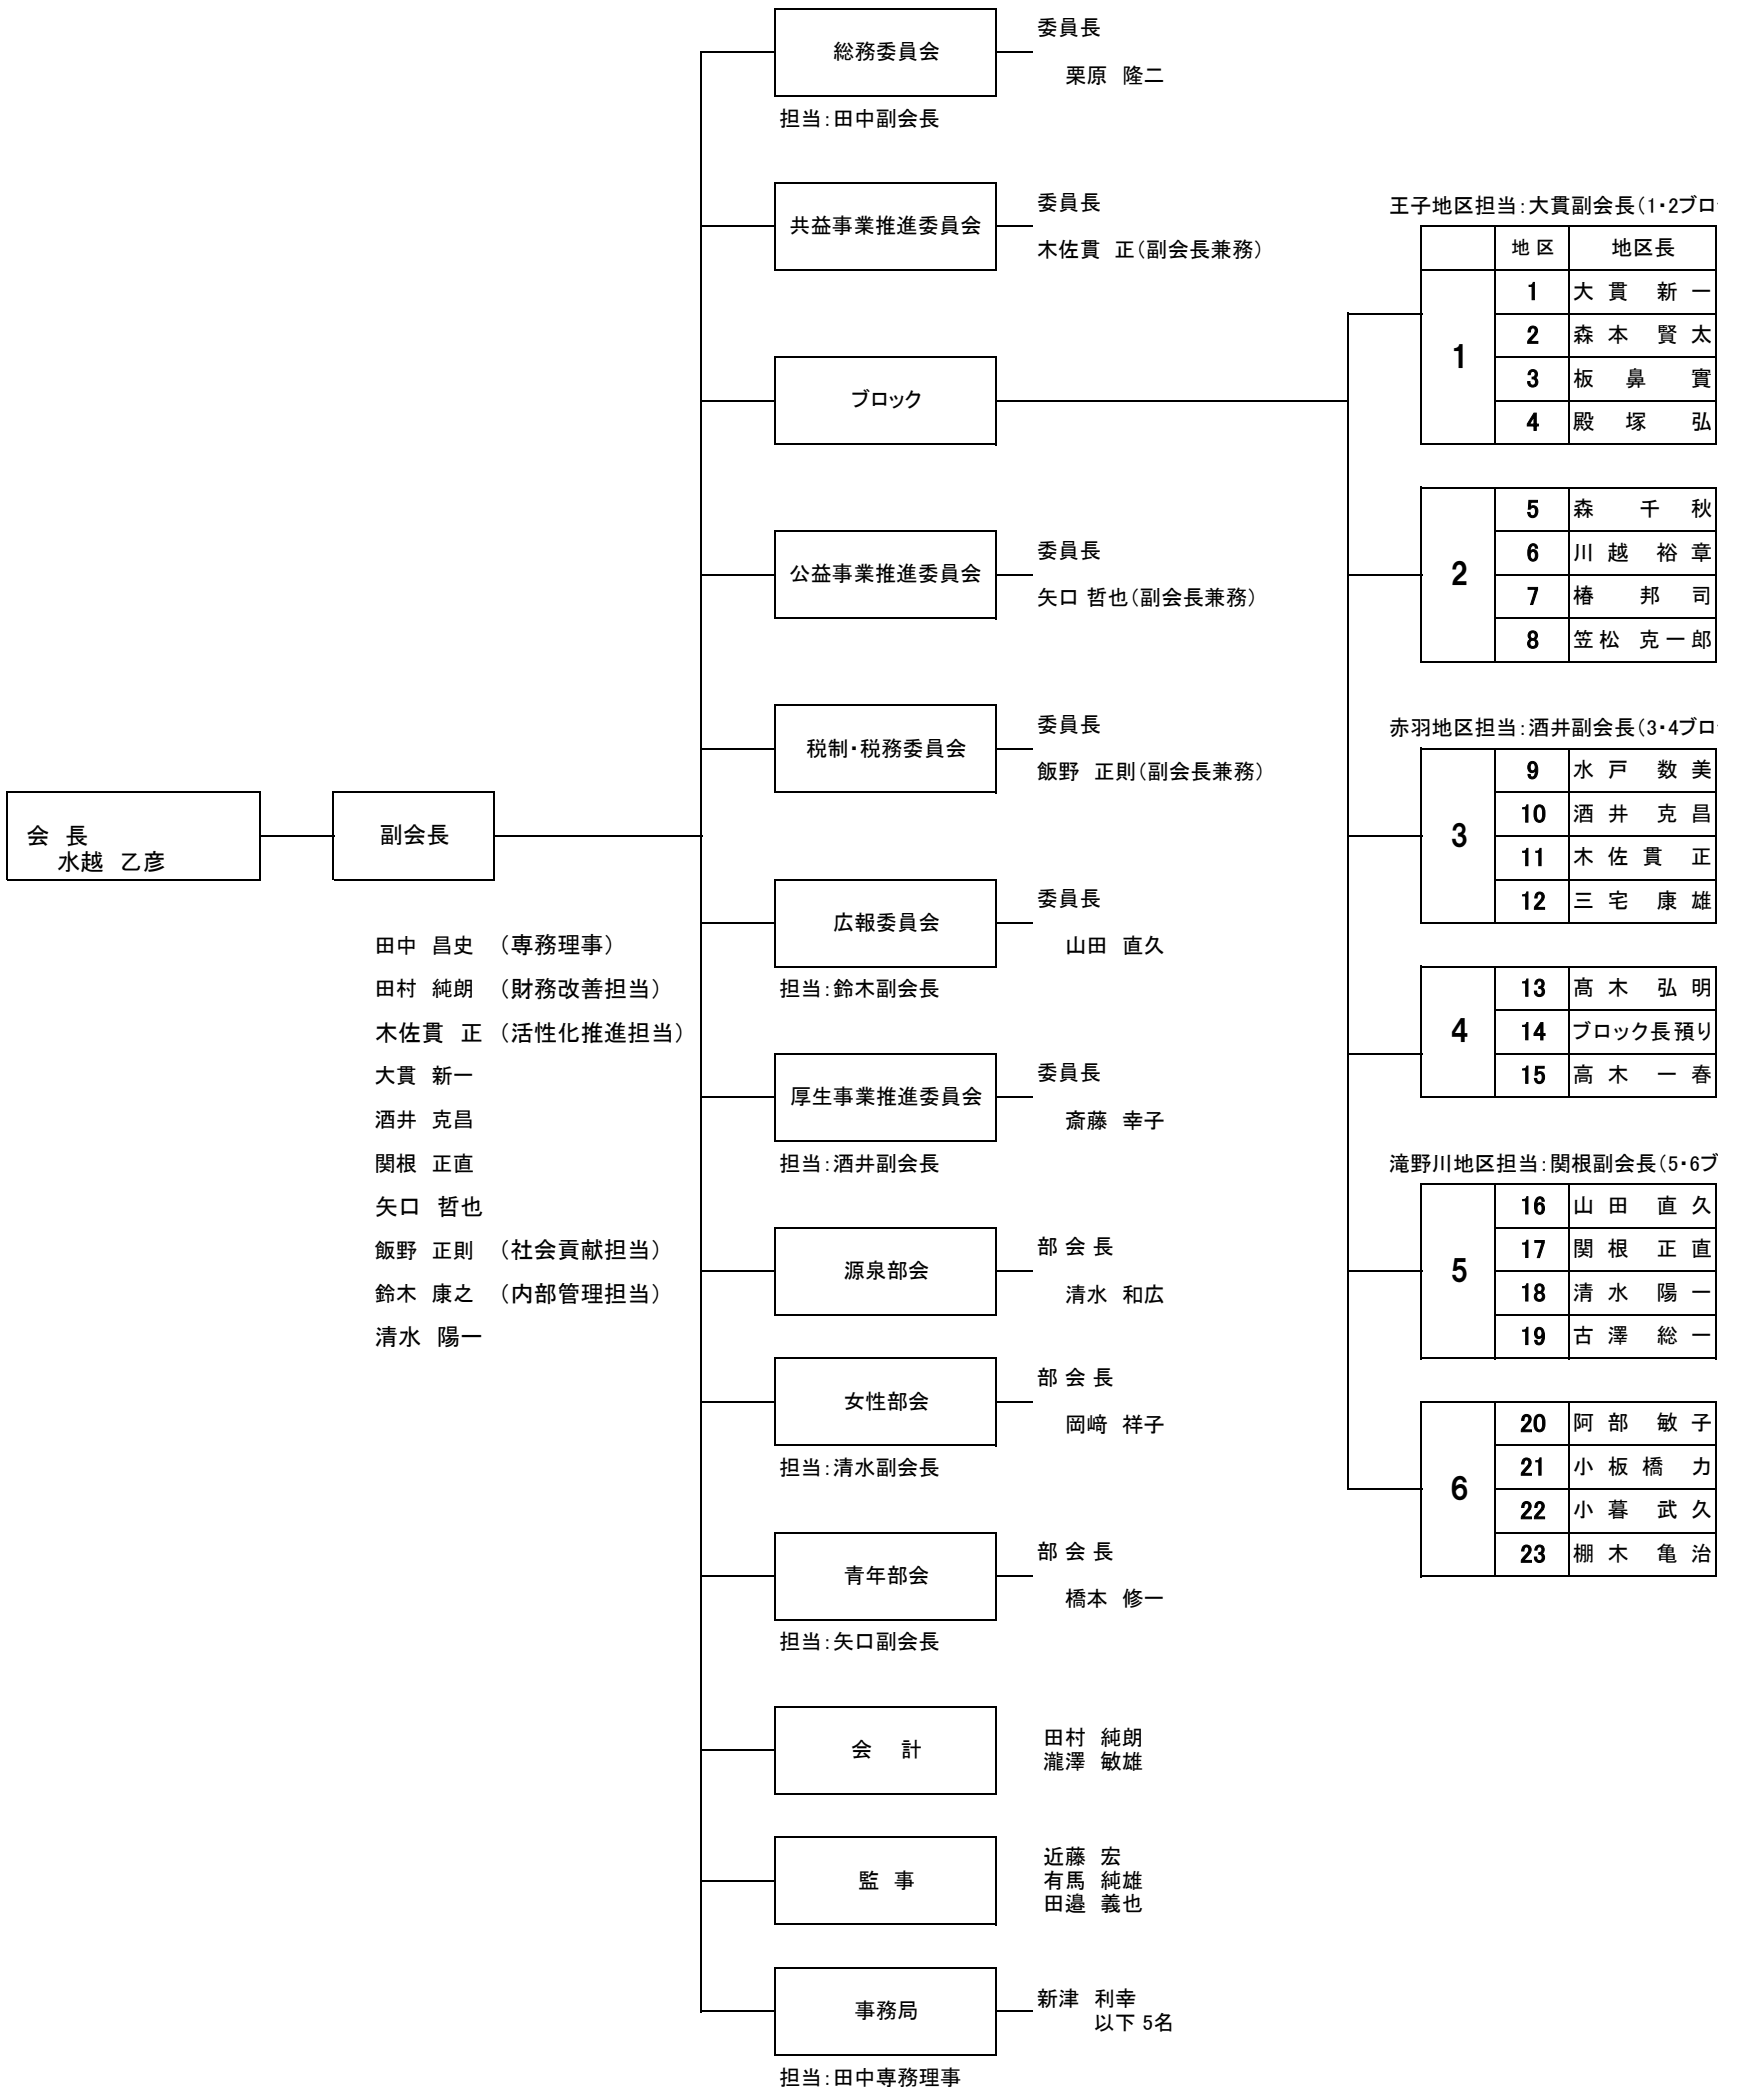 会 長
水越 乙彦
副会長
田中 昌史 （専務理事）
田村 純朗 （財務改善担当）
木佐貫 正 （活性化推進担当）
大貫 新一
酒井 克昌
関根 正直
矢口 哲也
飯野 正則 （社会貢献担当）
鈴木 康之 （内部管理担当）
清水 陽一
総務委員会
委員長
栗原 隆二
担当：田中副会長
共益事業推進委員会
委員長
木佐貫 正（副会長兼務）
ブロック
公益事業推進委員会
委員長
矢口 哲也（副会長兼務）
税制・税務委員会
委員長
飯野 正則（副会長兼務）
広報委員会
委員長
山田 直久
担当：鈴木副会長
厚生事業推進委員会
委員長
斎藤 幸子
担当：酒井副会長
源泉部会
部 会 長
清水 和広
女性部会
部 会 長
岡﨑 祥子
担当：清水副会長
青年部会
部 会 長
橋本 修一
担当：矢口副会長
会 計
田村 純朗
瀧澤 敏雄
監 事
近藤 宏
有馬 純雄
田邉 義也
事務局
新津 利幸
以下 5名
担当：田中専務理事
王子地区担当：大貫副会長（1・2ブロ
地 区 地区長
1
1 大 貫 新 一
2 森 本 賢 太
3 板 鼻 實
4 殿 塚 弘
2
5 森 千 秋
6 川 越 裕 章
7 椿 邦 司
8 笠 松 克 一 郎
赤羽地区担当：酒井副会長（3・4ブロ
3
9 水 戸 数 美
10 酒 井 克 昌
11 木 佐 貫 正
12 三 宅 康 雄
4
13 髙 木 弘 明
14 ブロック長預り
15 高 木 一 春
滝野川地区担当：関根副会長（5・6ブ
5
16 山 田 直 久
17 関 根 正 直
18 清 水 陽 一
19 古 澤 総 一
6
20 阿 部 敏 子
21 小 板 橋 力
22 小 暮 武 久
23 棚 木 亀 治